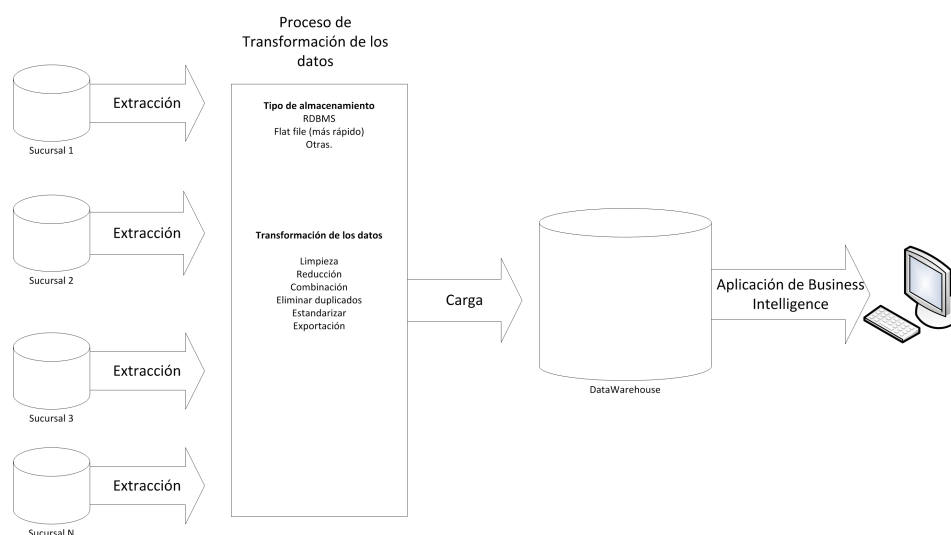 Proceso de
Transformación de los
datos
Extracción
Sucursal 1
Extracción
Sucursal 2
Extracción
Sucursal 3
Extracción
Sucursal N
Tipo de almacenamiento
RDBMS
Flat file (más rápido)
Otras.
Transformación de los datos
Limpieza
Reducción
Combinación
Eliminar duplicados
Estandarizar
Exportación
Carga
DataWarehouse
Aplicación de Business
Intelligence